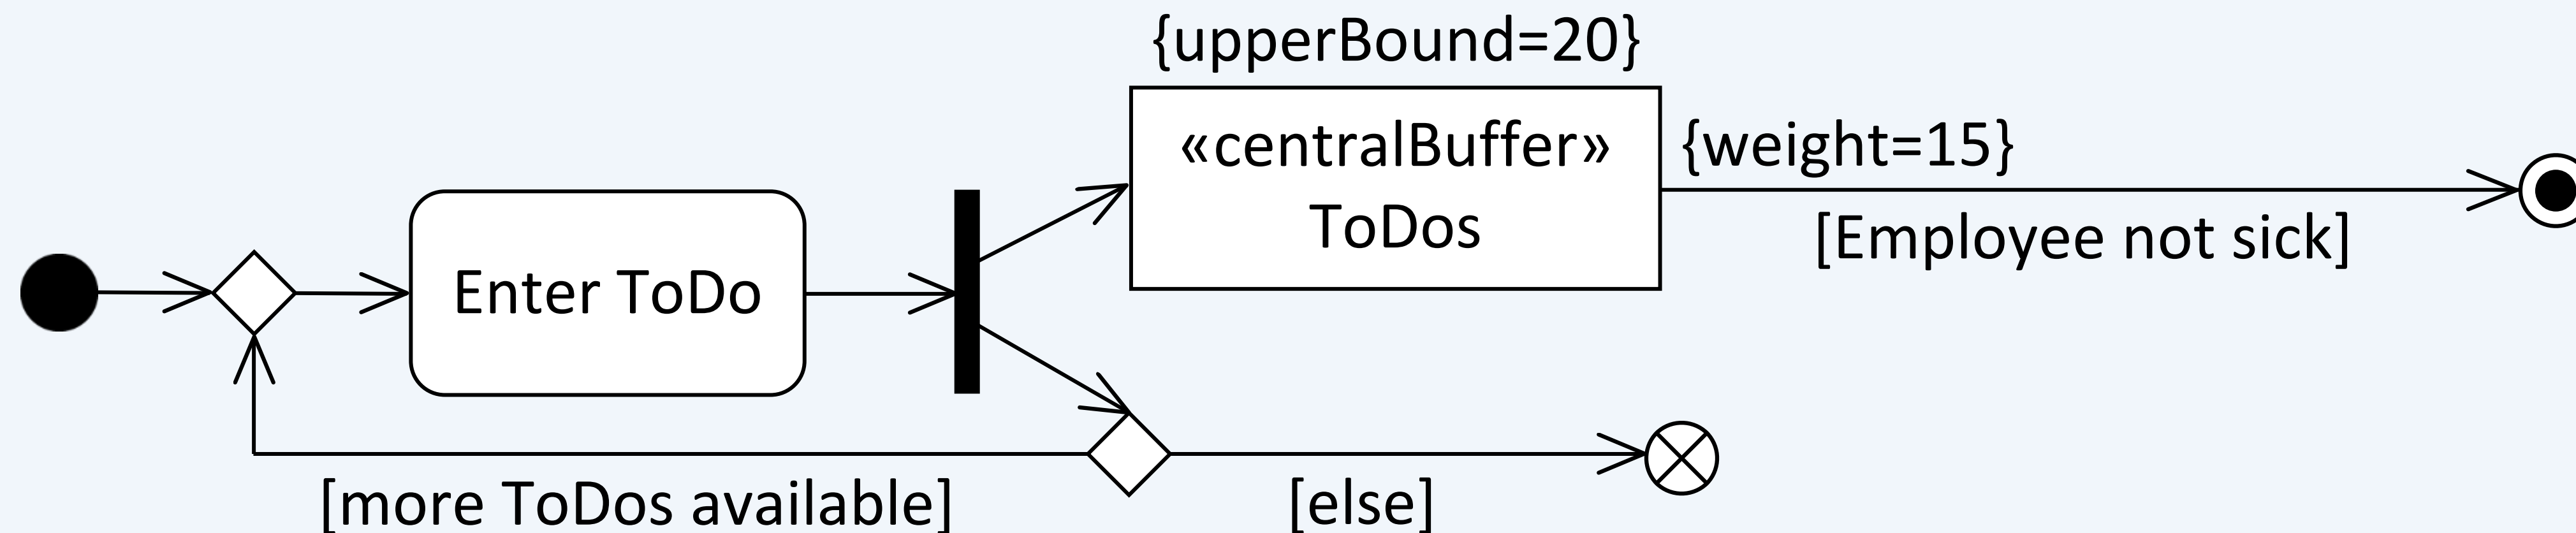 {upperBound=20}
«centralBuffer»
ToDos
{weight=15}
[Employee not sick]
Enter ToDo
[more ToDos available]
[else]